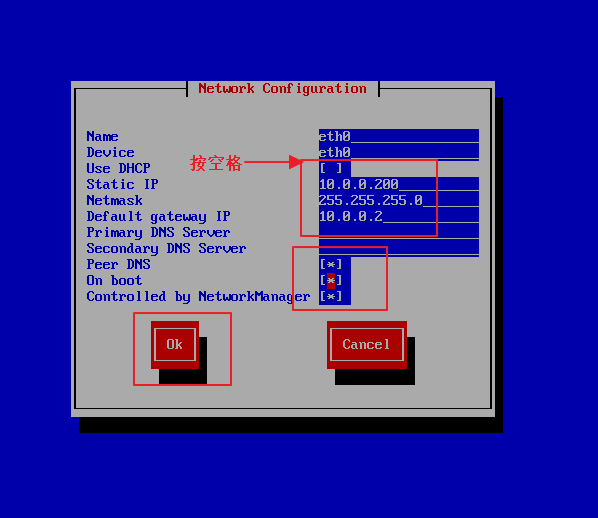 Network Configuration
Name eth0
Device eth0
按空格
Use DHCP [ ]
Static IP 10.0.0.200
Netmask 255.255.255.0
Default gateway IP 10.0.0.2
Primary DNS Server
Secondary DNS Server
Peer DNS [*]
On boot [*]
Controlled by NetworkManager [*]
Ok Cancel